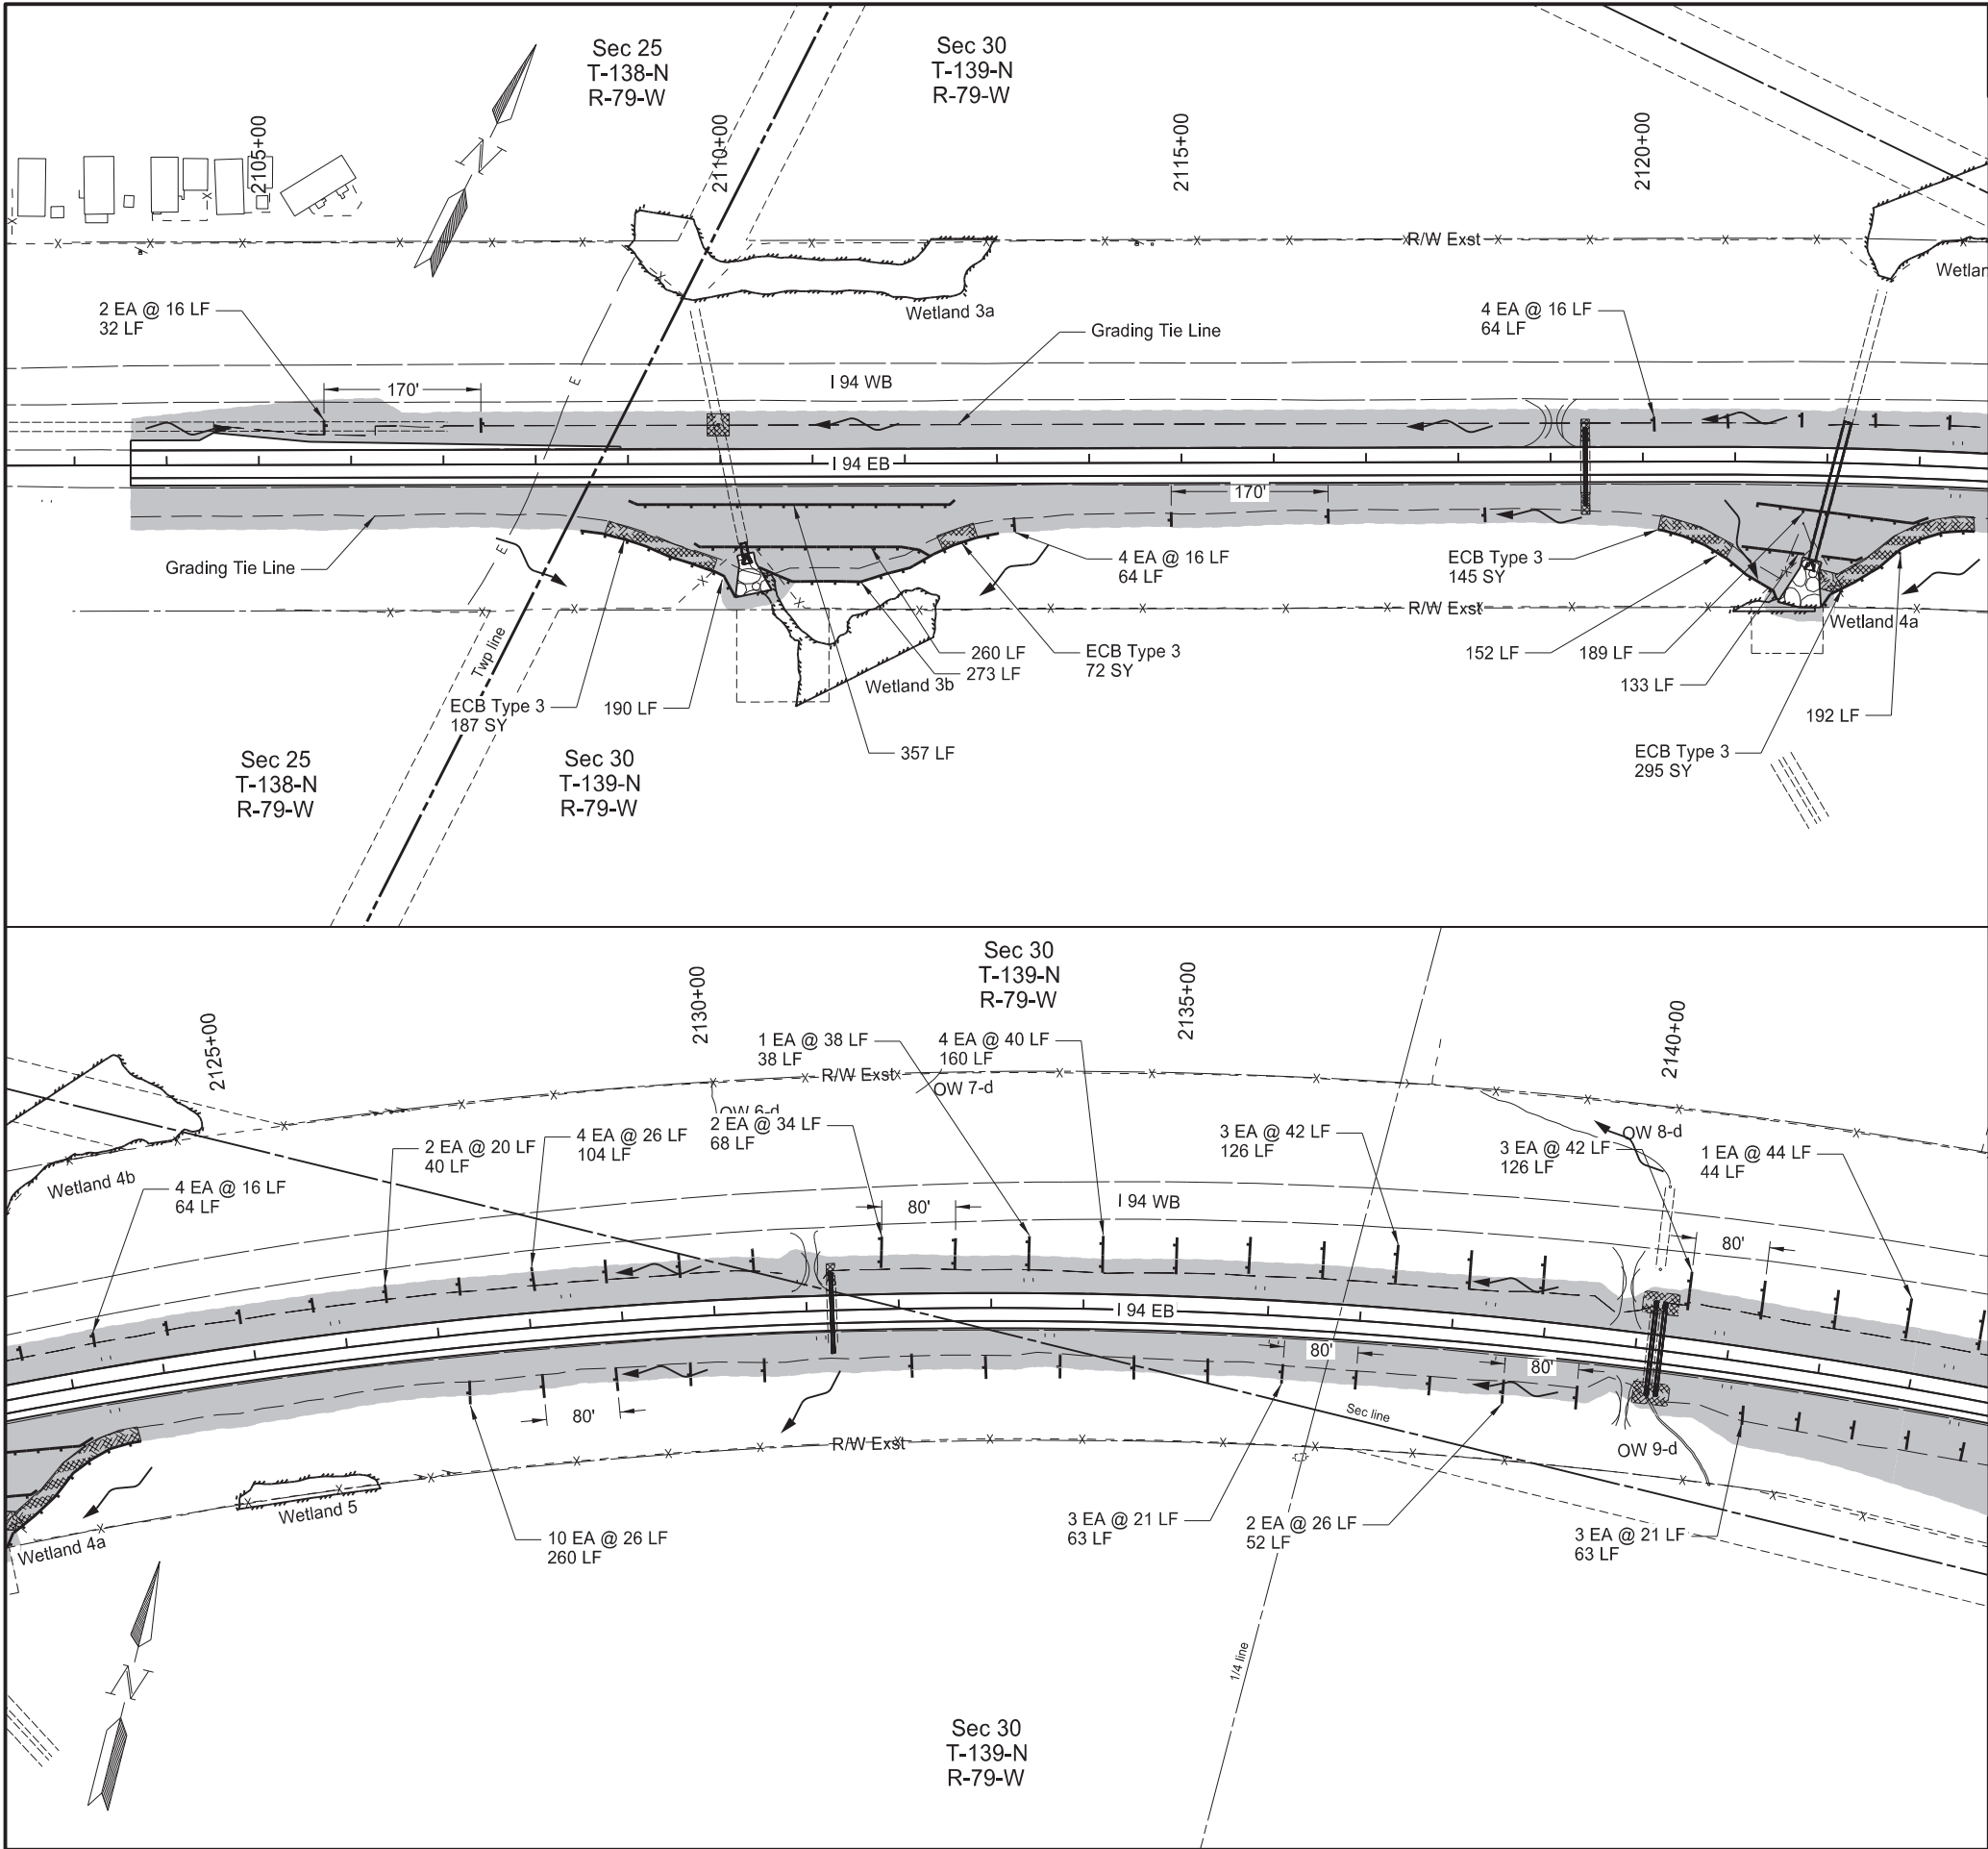 Sec 25
T-138-N
R-79-W
Sec 30
T-139-N
R-79-W
2105+00
2110+00
2115+00
2120+00
N
R/W Exst
Wetlan
2 EA @ 16 LF
32 LF
Wetland 3a
Grading Tie Line
4 EA @ 16 LF
64 LF
170'
I 94 WB
E
I 94 EB
170'
Grading Tie Line
E
4 EA @ 16 LF
64 LF
ECB Type 3
145 SY
R/W Exst
Wetland 4a
Twp line
260 LF
273 LF
ECB Type 3
72 SY
152 LF
189 LF
133 LF
Wetland 3b
ECB Type 3
187 SY
190 LF
192 LF
357 LF
ECB Type 3
295 SY
Sec 25
T-138-N
R-79-W
Sec 30
T-139-N
R-79-W
Sec 30
T-139-N
R-79-W
2125+00
2130+00
2135+00
2140+00
1 EA @ 38 LF
38 LF
4 EA @ 40 LF
160 LF
R/W Exst
OW 7-d
OW 6-d
2 EA @ 34 LF
68 LF
2 EA @ 20 LF
40 LF
4 EA @ 26 LF
104 LF
3 EA @ 42 LF
126 LF
3 EA @ 42 LF
126 LF
OW 8-d
1 EA @ 44 LF
44 LF
Wetland 4b
4 EA @ 16 LF
64 LF
80'
I 94 WB
80'
I 94 EB
80'
80'
80'
Sec line
R/W Exst
OW 9-d
Wetland 5
Wetland 4a
10 EA @ 26 LF
260 LF
3 EA @ 21 LF
63 LF
2 EA @ 26 LF
52 LF
3 EA @ 21 LF
63 LF
N
1/4 line
Sec 30
T-139-N
R-79-W